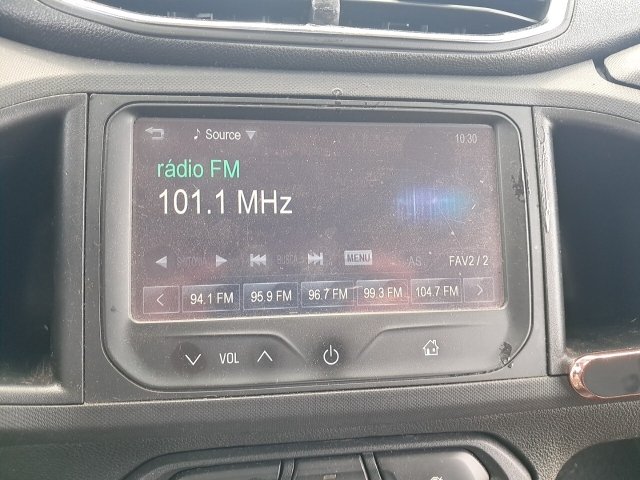 Source
10:30
rádio FM
101.1 MHz
MENU
AS
FAV2 / 2
94.1 FM 95.9 FM 96.7 FM 99.3 FM 104.7 FM
VOL